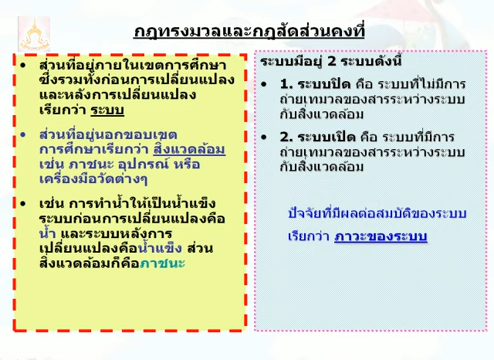 กฎทรงมวลและกฎสัดส่วนคงที่
• ส่วนที่อยู่ภายในเขตการศึกษา
ซึ่งรวมทั้งก่อนการเปลี่ยนแปลง
และหลังการเปลี่ยนแปลง
เรียกว่า ระบบ
• ส่วนที่อยู่นอกขอบเขต
การศึกษาเรียกว่า สิ่งแวดล้อม
เช่น ภาชนะ อุปกรณ์ หรือ
เครื่องมือวัดต่างๆ
• เช่น การทำน้ำให้เป็นน้ำแข็ง
ระบบก่อนการเปลี่ยนแปลงคือ
น้ำ และระบบหลังการ
เปลี่ยนแปลงคือน้ำแข็ง ส่วน
สิ่งแวดล้อมก็คือภาชนะ
ระบบมีอยู่ 2 ระบบดังนี้
• 1. ระบบปิด คือ ระบบที่ไม่มีการ
ถ่ายเทมวลของสารระหว่างระบบ
กับสิ่งแวดล้อม
• 2. ระบบเปิด คือ ระบบที่มีการ
ถ่ายเทมวลของสารระหว่างระบบ
กับสิ่งแวดล้อม
ปัจจัยที่มีผลต่อสมบัติของระบบ
เรียกว่า ภาวะของระบบ